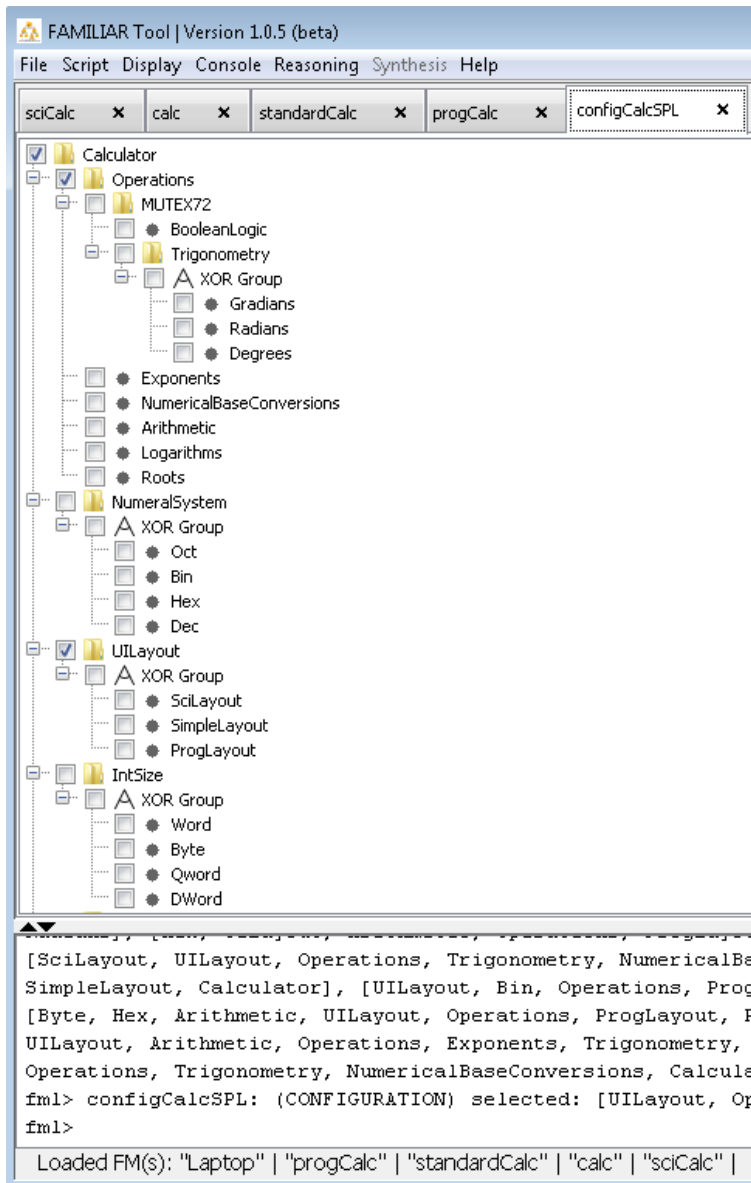 FAMILIAR Tool | Version 1.0.5 (beta)
File Script Display Console Reasoning Synthesis Help
sciCalc calc standardCalc progCalc configCalcSPL
Calculator
Operations
MUTEX72
BooleanLogic
Trigonometry
XOR Group
Gradians
Radians
Degrees
Exponents
NumericalBaseConversions
Arithmetic
Logarithms
Roots
NumeralSystem
XOR Group
Oct
Bin
Hex
Dec
UILayout
XOR Group
SciLayout
SimpleLayout
ProgLayout
IntSize
XOR Group
Word
Byte
Qword
DWord
[SciLayout, UILayout, Operations, Trigonometry, NumericalBa
SimpleLayout, Calculator], [UILayout, Bin, Operations, Prog
[Byte, Hex, Arithmetic, UILayout, Operations, ProgLayout,
UILayout, Arithmetic, Operations, Exponents, Trigonometry,
Operations, Trigonometry, NumericalBaseConversions, Calcula
fml> configCalcSPL: (CONFIGURATION) selected: [UILayout, Op
fml>
Loaded FM(s): "Laptop" | "progCalc" | "standardCalc" | "calc" | "sciCalc" |